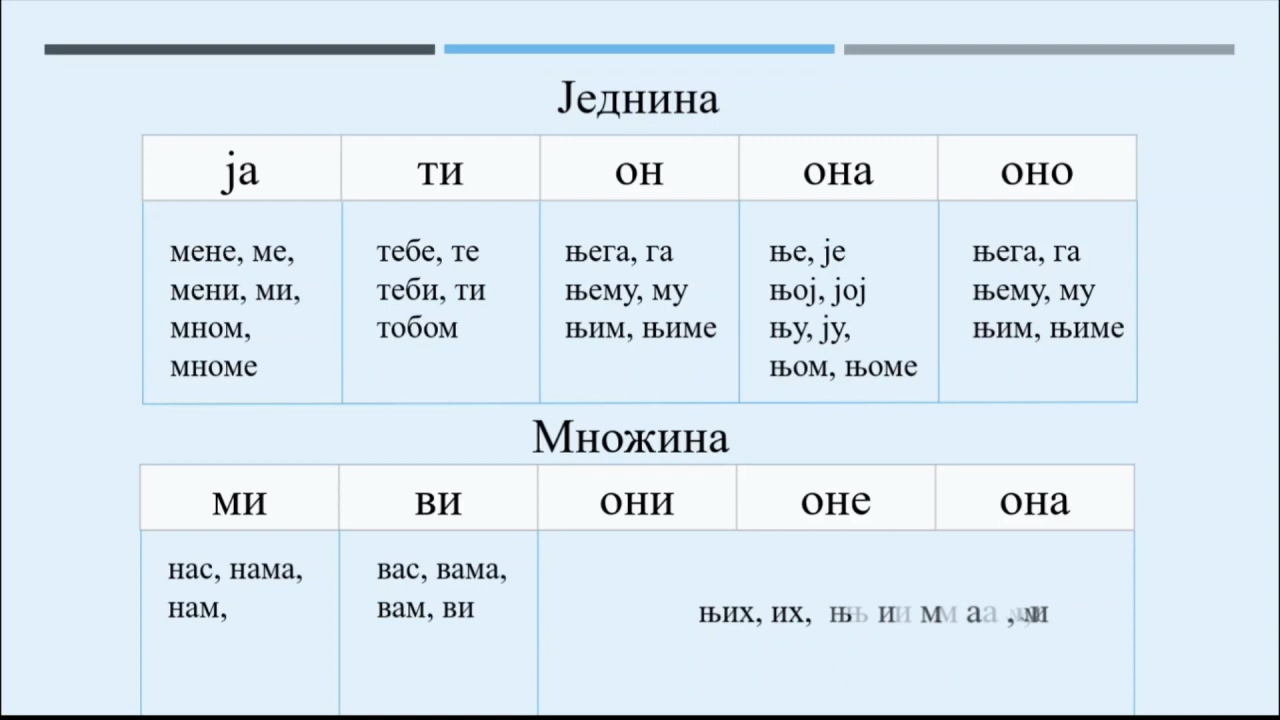 Једнина
ја ти он она оно
мене, ме,
мени, ми,
мном,
мноме
тебе, те
теби, ти
тобом
њега, га
њему, му
њим, њиме
ње, је
њој, јој
њу, ју,
њом, њоме
њега, га
њему, му
њим, њиме
Множина
ми ви они оне она
нас, нама,
нам,
вас, вама,
вам, ви
њих, их, њима,